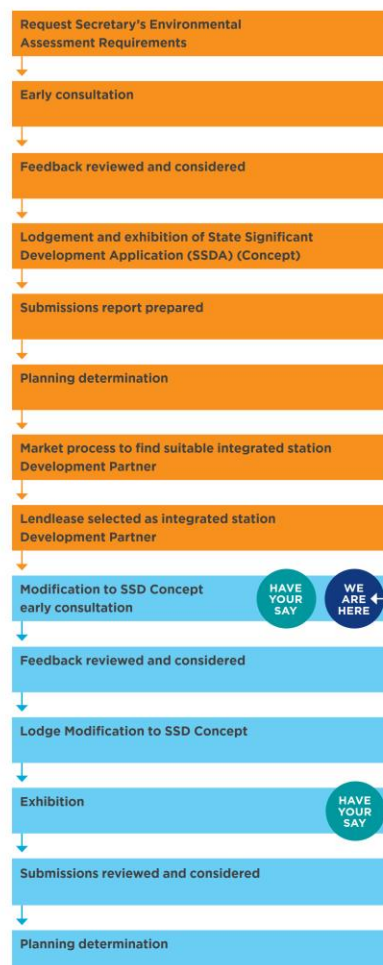 Request Secretary's Environmental
Assessment Requirements
Early consultation
Feedback reviewed and considered
Lodgement and exhibition of State Significant
Development Application (SSDA) (Concept)
Submissions report prepared
Planning determination
Market process to find suitable integrated station
Development Partner
Lendlease selected as integrated station
Development Partner
Modification to SSD Concept
early consultation
HAVE
YOUR
SAY
WE
ARE
HERE
Feedback reviewed and considered
Lodge Modification to SSD Concept
Exhibition
HAVE
YOUR
SAY
Submissions reviewed and considered
Planning determination